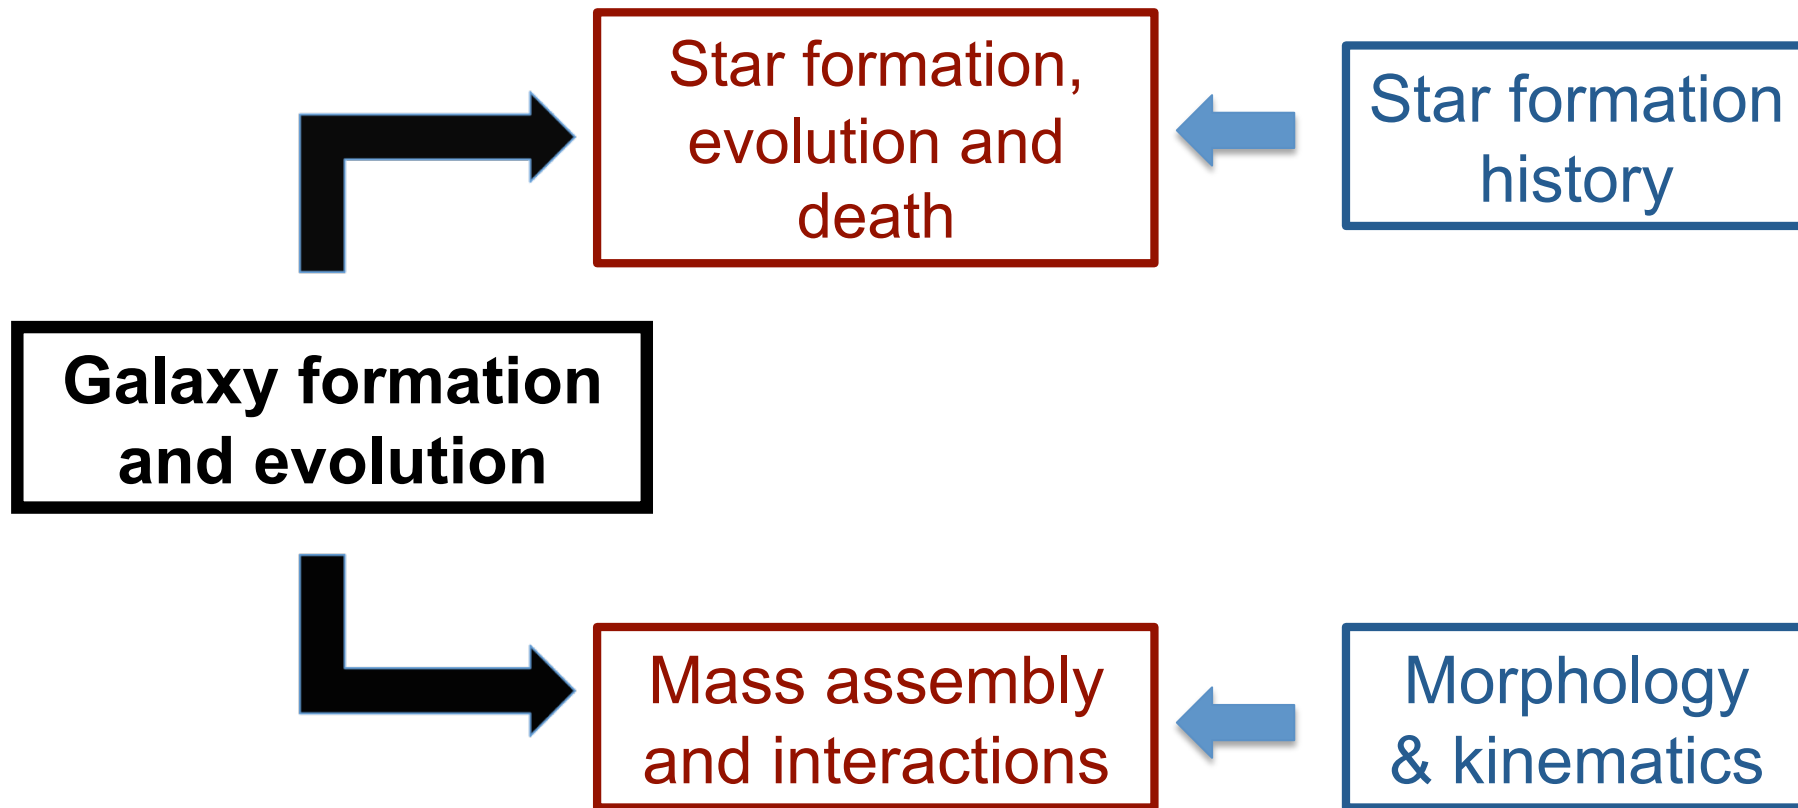 Star formation,
evolution and
death
Star formation
history
Galaxy formation
and evolution
Mass assembly
and interactions
Morphology
& kinematics